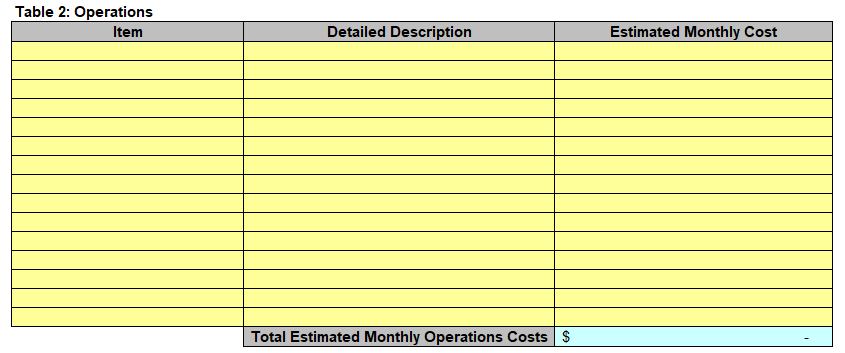 Table 2: Operations
Item Detailed Description Estimated Monthly Cost
Total Estimated Monthly Operations Costs $ -